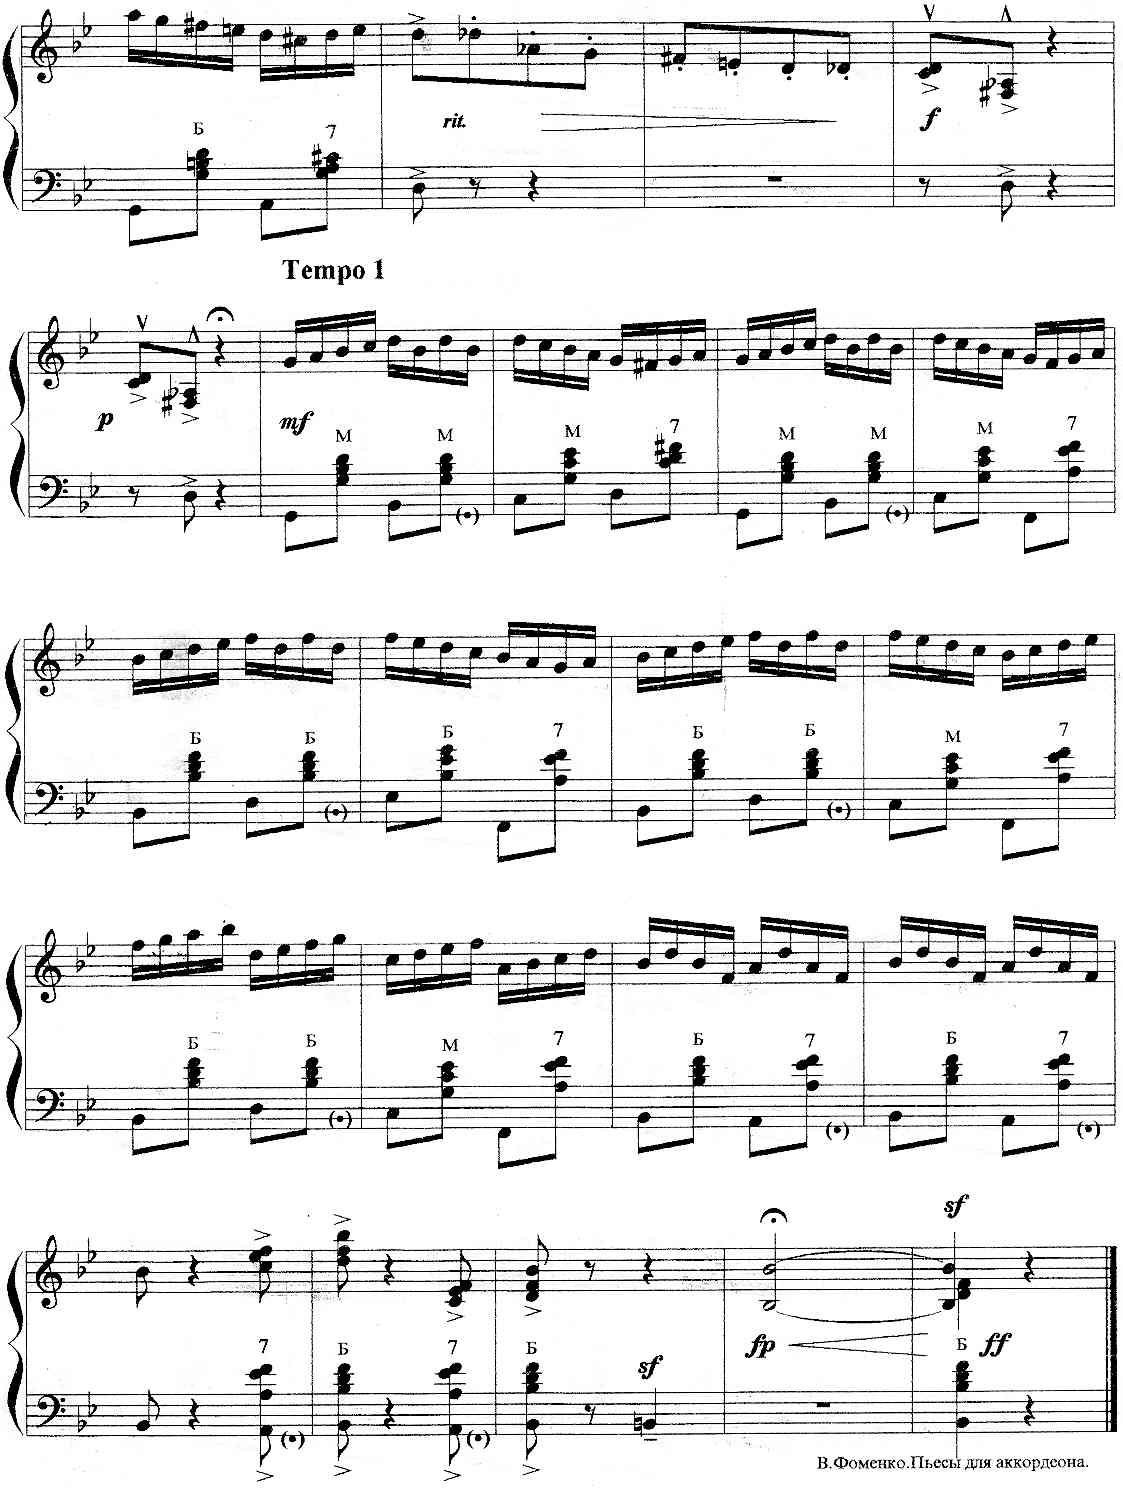 Б 7
rit.
f
Tempo 1
p mf
М М М 7 М М М 7
Б Б Б 7 Б Б М 7
Б Б М 7 Б 7 Б 7
sf
7 Б 7 Б sf fp Б ff
В.Фоменко.Пьесы для аккордеона.